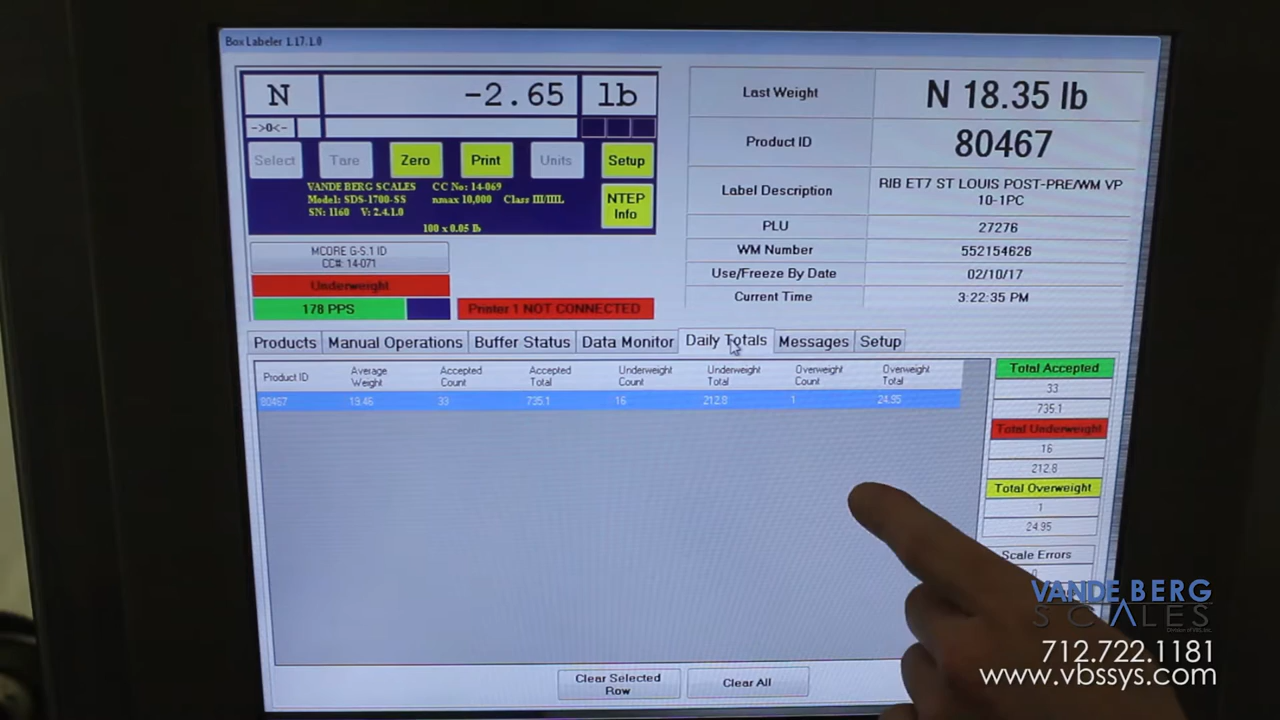 Box Labeler 1.17.1.0
N -2.65 lb
->0<-
Select Tare Zero Print Units Setup
VANDE BERG SCALES CC No: 14-069
Model: SDS-1700-SS nmax 10,000 Class III/IIIL
SN: 1160 V: 2.4.1.0
100 x 0.05 lb
NTEP
Info
MCORE G-S.1 ID
CC#: 14-071
Underweight
178 PPS
Printer 1 NOT CONNECTED
Last Weight N 18.35 lb
Product ID 80467
Label Description RIB ET7 ST LOUIS POST-PRE/WM VP
10-1PC
PLU 27276
WM Number 552154626
Use/Freeze By Date 02/10/17
Current Time 3:22:35 PM
Products Manual Operations Buffer Status Data Monitor Daily Totals Messages Setup
Product ID Average Weight Accepted Count Accepted Total Underweight Count Underweight Total Overweight Count Overweight Total
80467 19.46 33 735.1 16 212.8 1 24.95
Total Accepted
33
735.1
Total Underweight
16
212.8
Total Overweight
1
24.95
Scale Errors
0
Clear Selected
Row
Clear All
VANDE BERG
SCALES
712.722.1181
www.vbssys.com